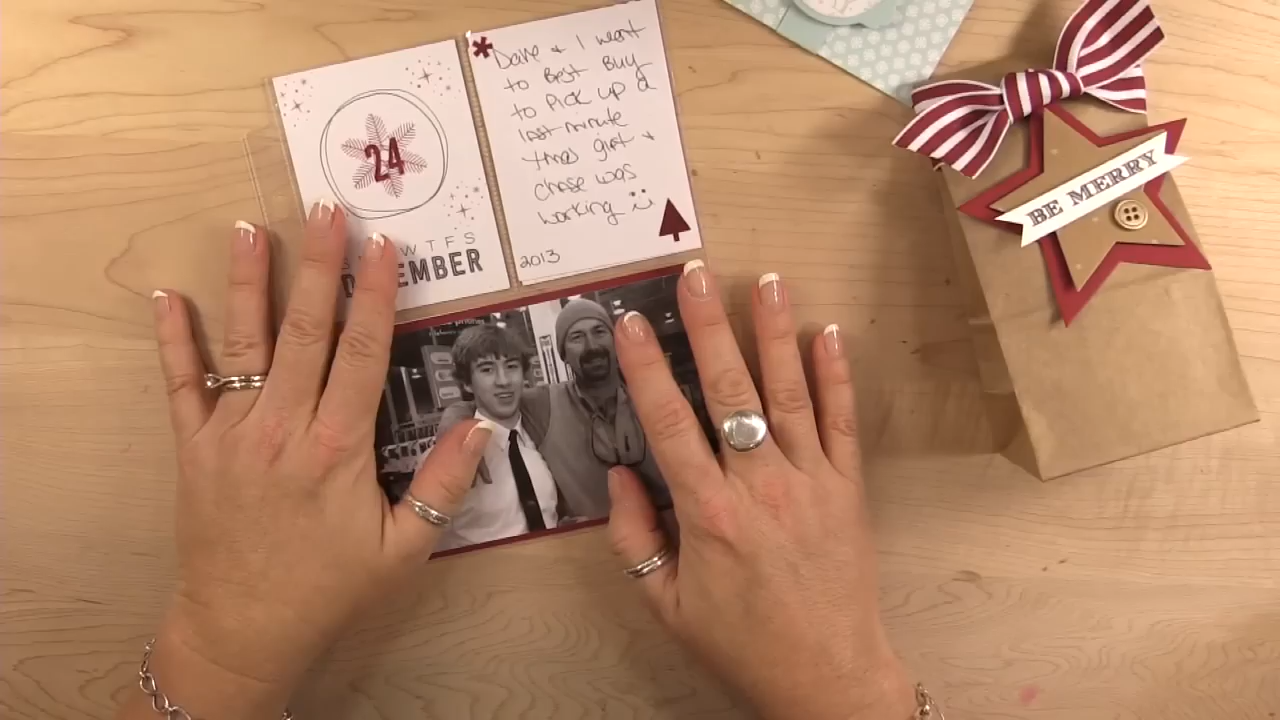 24
W T F S
EMBER
* Dave & I went
to Best Buy
to pick up a
last minute
Xmas gift &
chase was
working
2013
BE MERRY